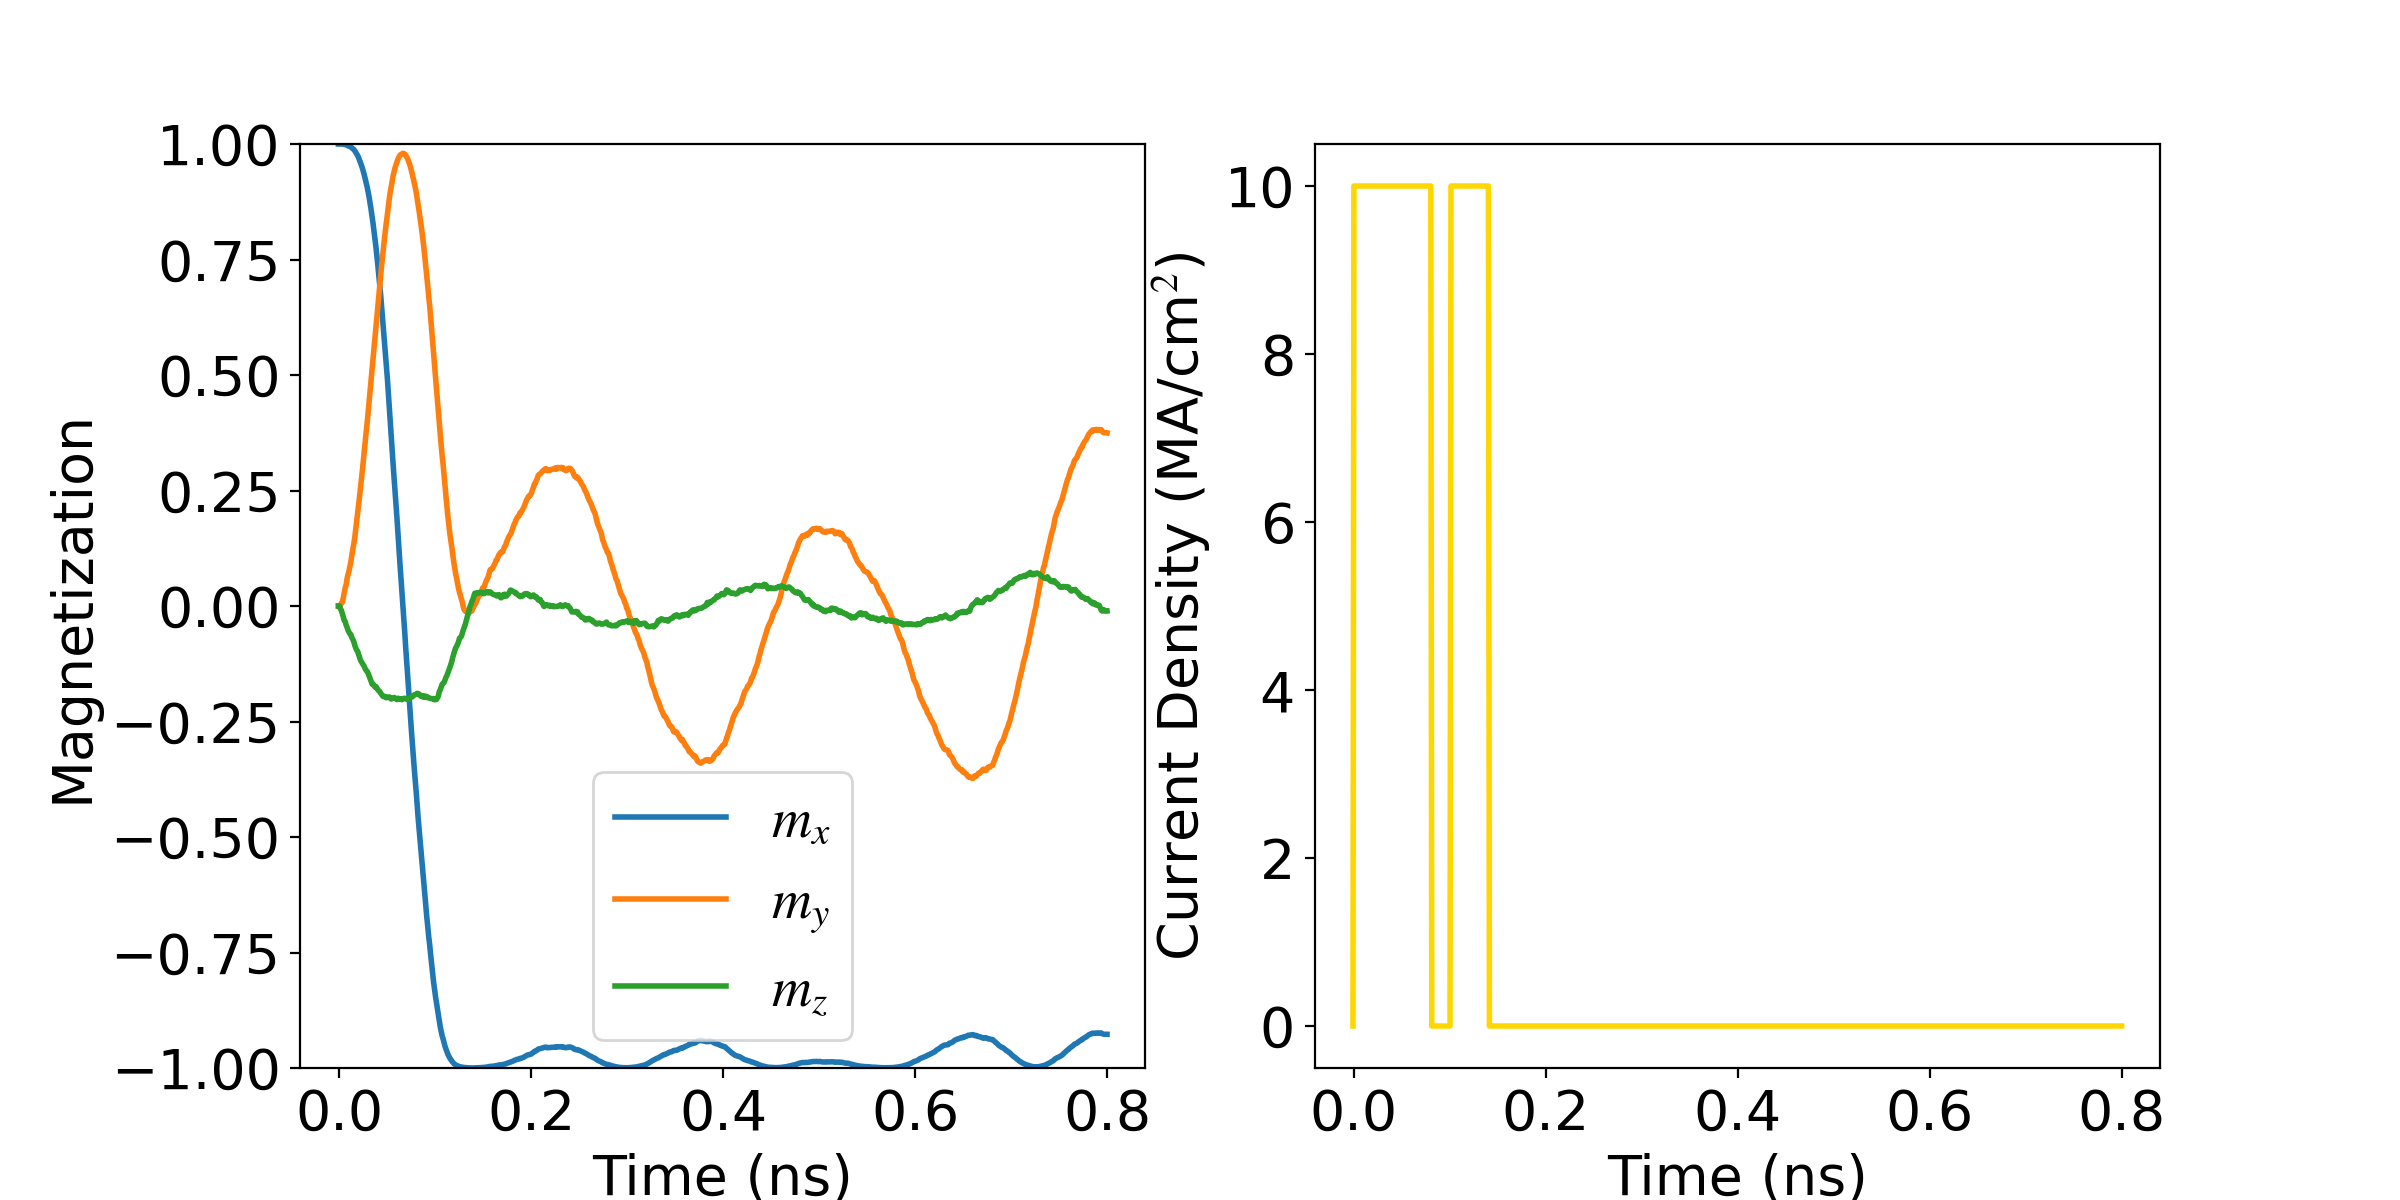 Magnetization
1.00
0.75
0.50
0.25
0.00
−0.25
−0.50
−0.75
−1.00
0.0 0.2 0.4 0.6 0.8
Time (ns)
m_x
m_y
m_z
Current Density (MA/cm²)
10
8
6
4
2
0
0.0 0.2 0.4 0.6 0.8
Time (ns)